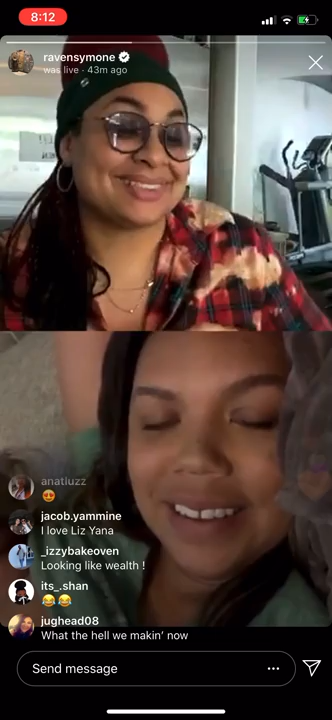 8:12
ravensymone
was live · 43m ago
anatluzz
😍
jacob.yammine
I love Liz Yana
_izzybakeoven
Looking like wealth !
its_.shan
😂😂
jughead08
What the hell we makin’ now
Send message